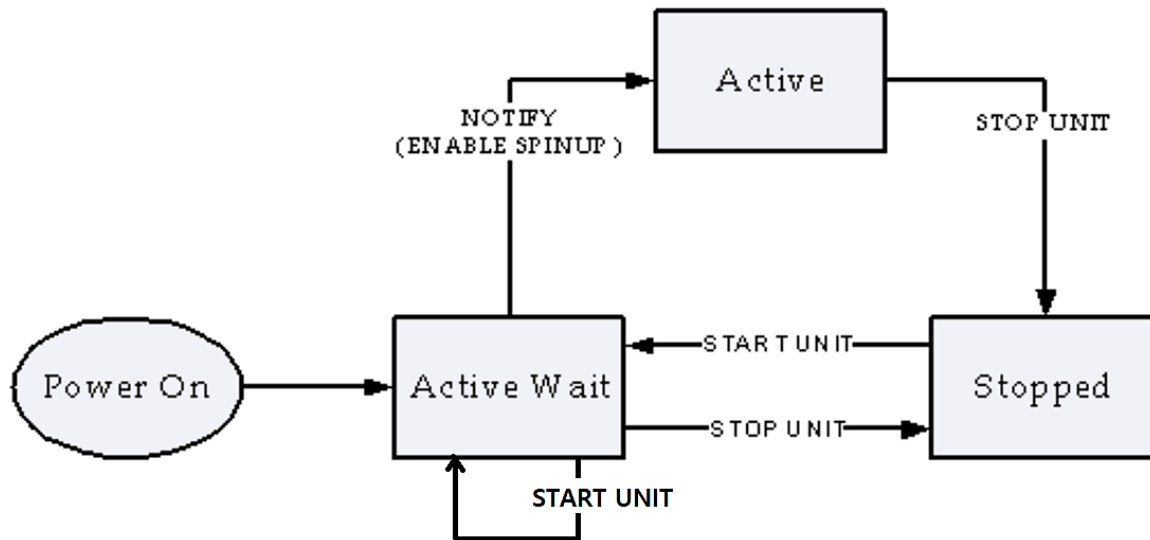 Active
NOTIFY
(ENABLE SPINUP)
STOP UNIT
Power On
Active Wait
START UNIT
STOP UNIT
Stopped
START UNIT